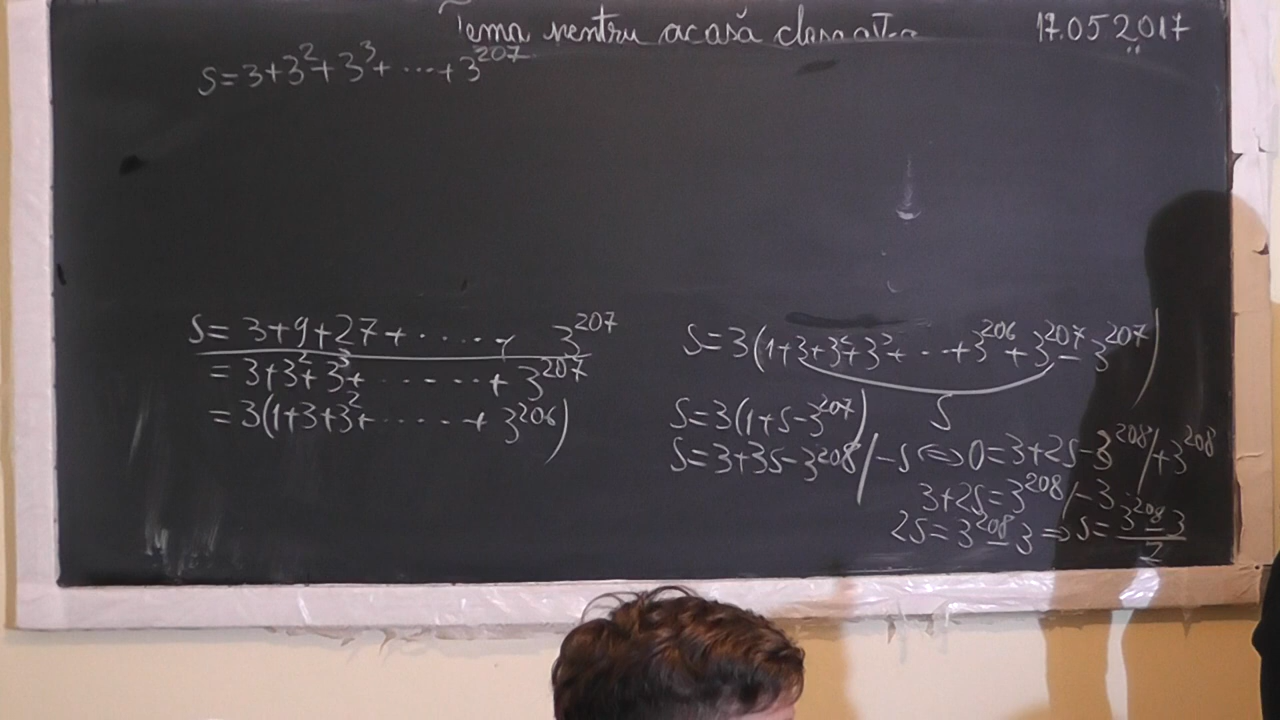 Tema pentru acasă clasa a V-a 17.05 2017
S=3+3²+3³+ ····+ 3²⁰⁷
S= 3+9+27+ ······+ 3²⁰⁷
= 3+3²+3³+ ·······+ 3²⁰⁷
= 3(1+3+3²+ ······+ 3²⁰⁶)
S=3(1+3+3²+3³+ ···+3²⁰⁶+3²⁰⁷-3²⁰⁷)
S
S=3(1+S-3²⁰⁷)
S=3+3S-3²⁰⁸/-S⇔0=3+2S-3²⁰⁸/+3²⁰⁸
3+2S=3²⁰⁸/-3
2S=3²⁰⁸-3⇒S=(3²⁰⁸-3)/2